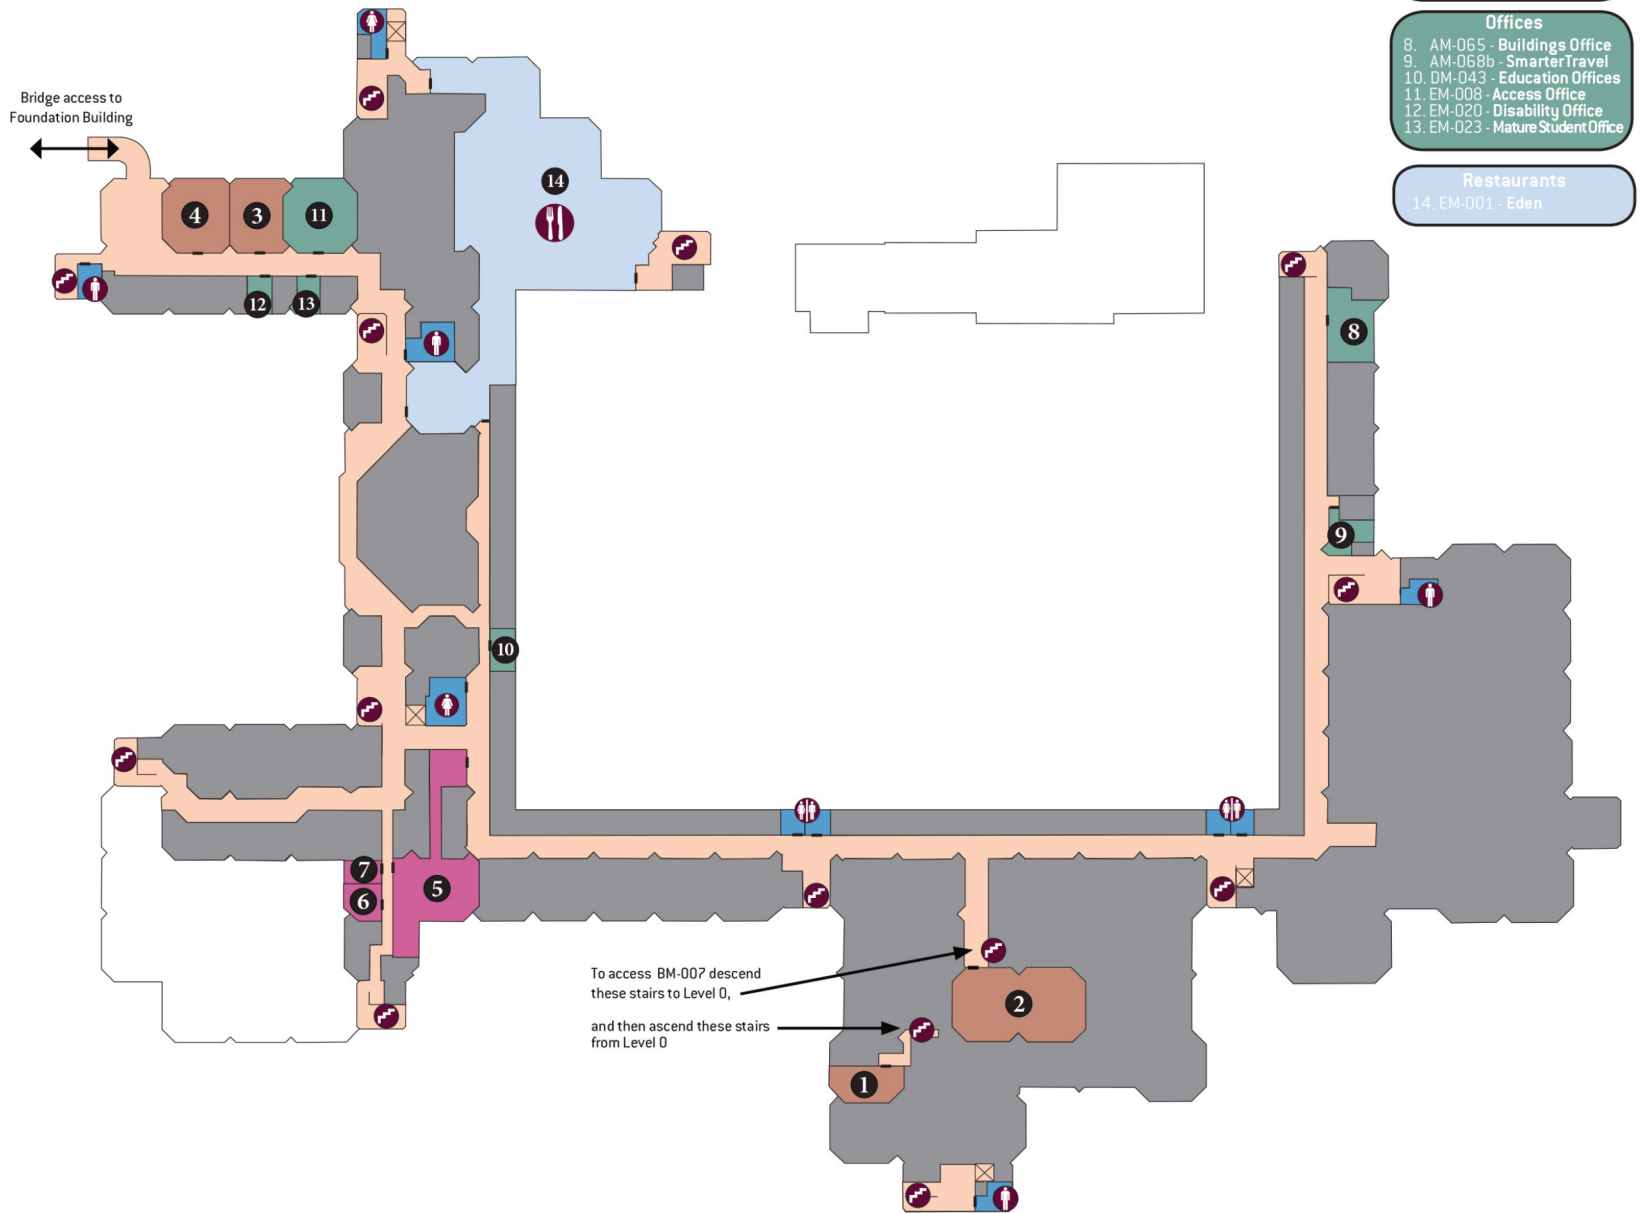 Offices
8. AM-065 - Buildings Office
9. AM-068b - SmarterTravel
10. DM-043 - Education Offices
11. EM-008 - Access Office
12. EM-020 - Disability Office
13. EM-023 - Mature Student Office
Restaurants
14. EM-001 - Eden
Bridge access to
Foundation Building
14
4
3
11
12
13
8
9
10
7
6
5
To access BM-007 descend
these stairs to Level 0,
and then ascend these stairs
from Level 0
2
1